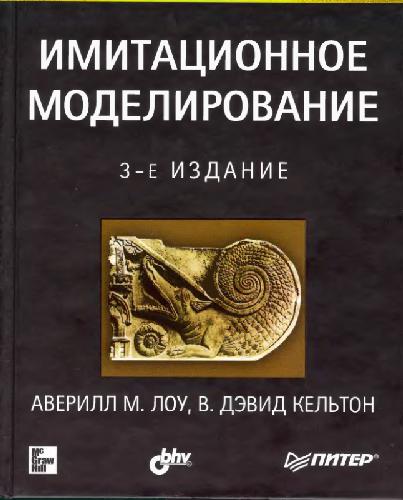 ИМИТАЦИОННОЕ
МОДЕЛИРОВАНИЕ
3-Е ИЗДАНИЕ
АВЕРИЛЛ М. ЛОУ, В. ДЭВИД КЕЛЬТОН
Mc
Graw
Hill
bhv
ПИТЕР